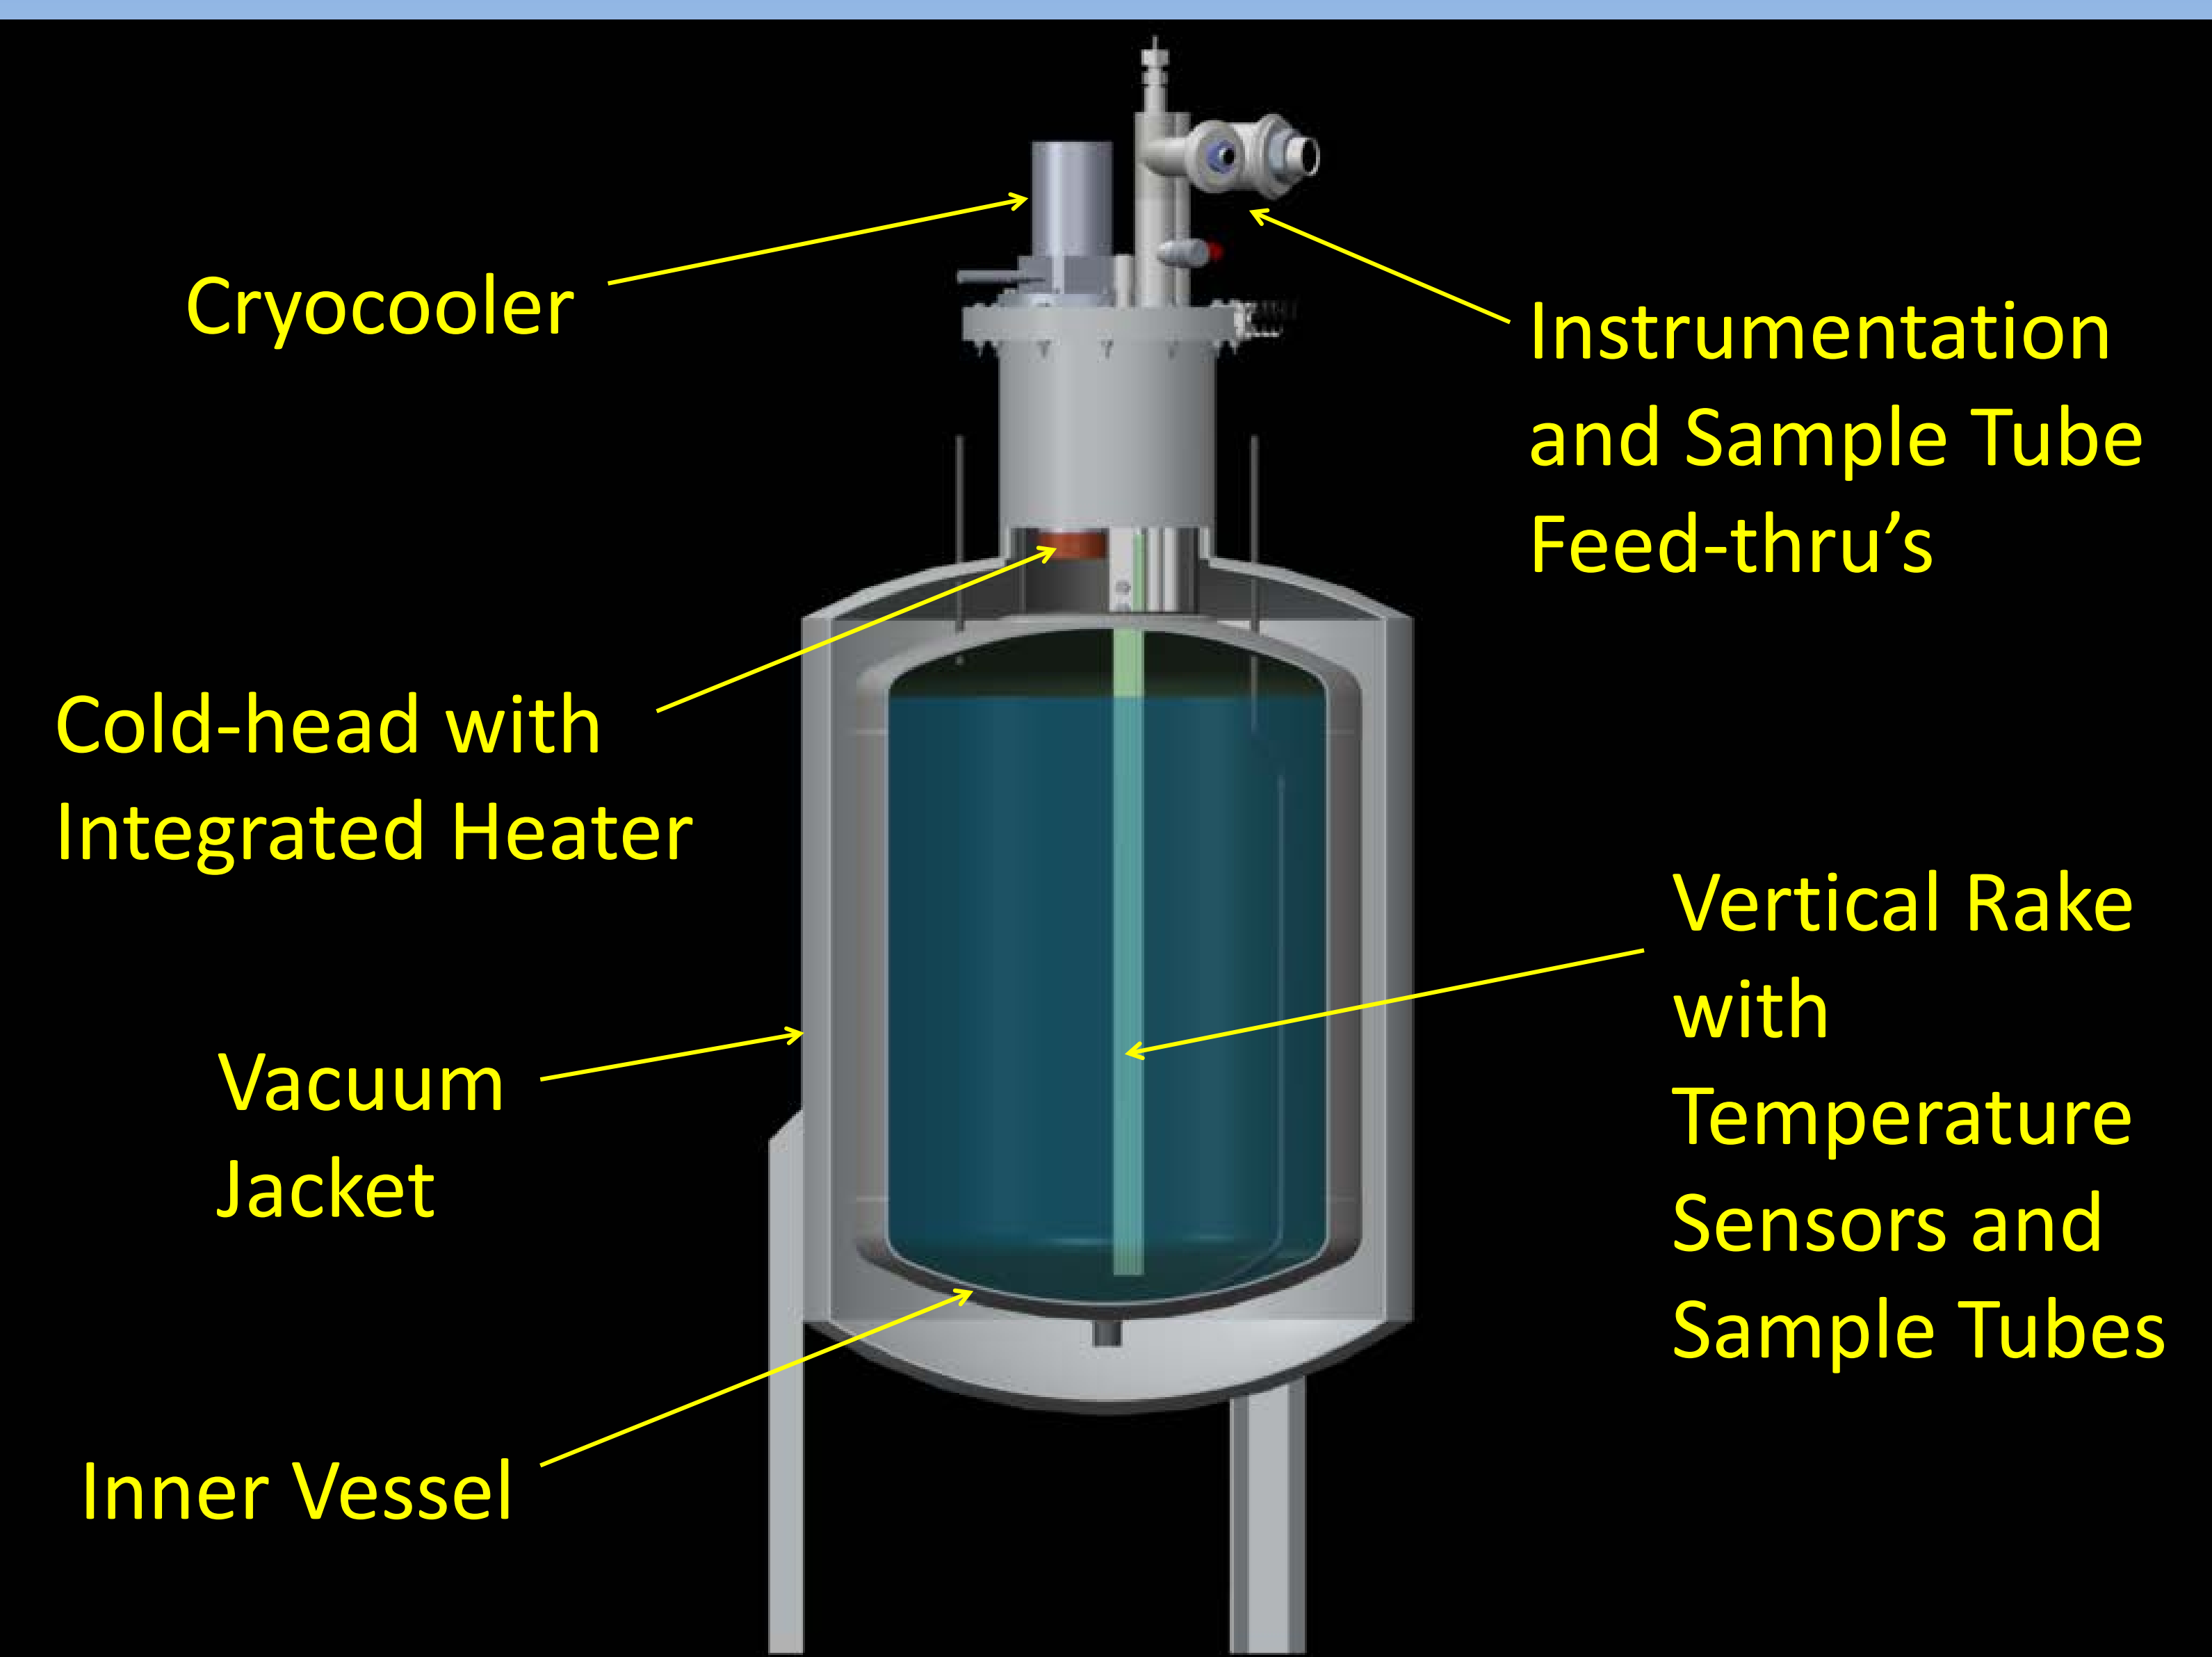 Cryocooler
Instrumentation
and Sample Tube
Feed-thru’s
Cold-head with
Integrated Heater
Vertical Rake
with
Temperature
Sensors and
Sample Tubes
Vacuum
Jacket
Inner Vessel